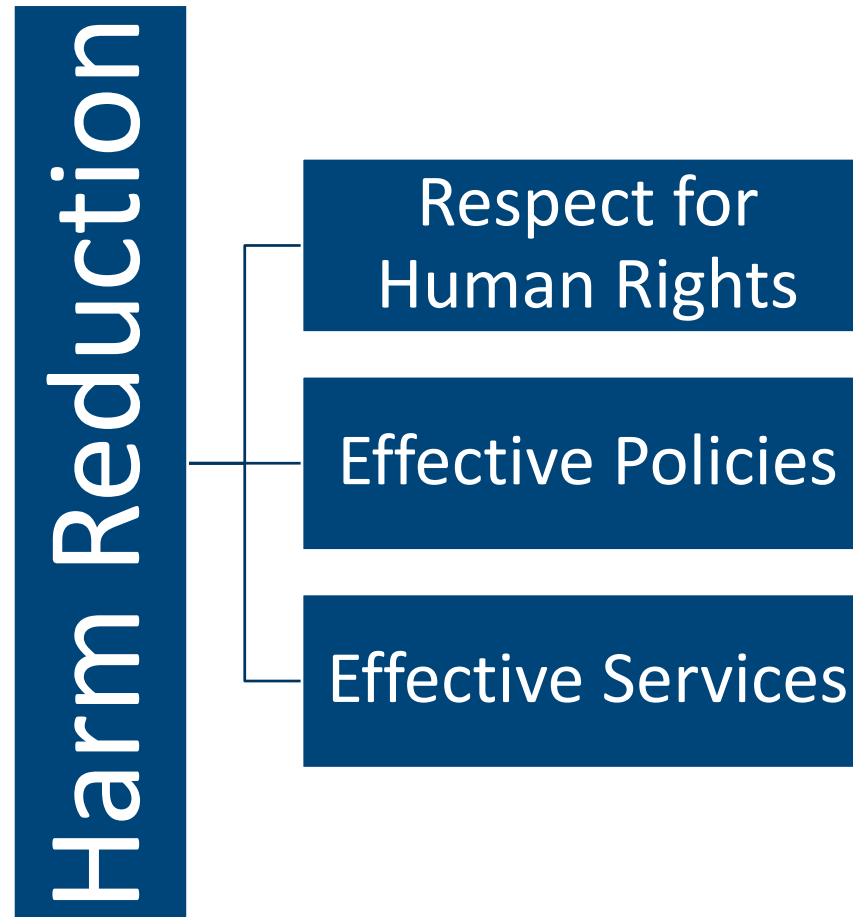 Harm Reduction
Respect for
Human Rights
Effective Policies
Effective Services